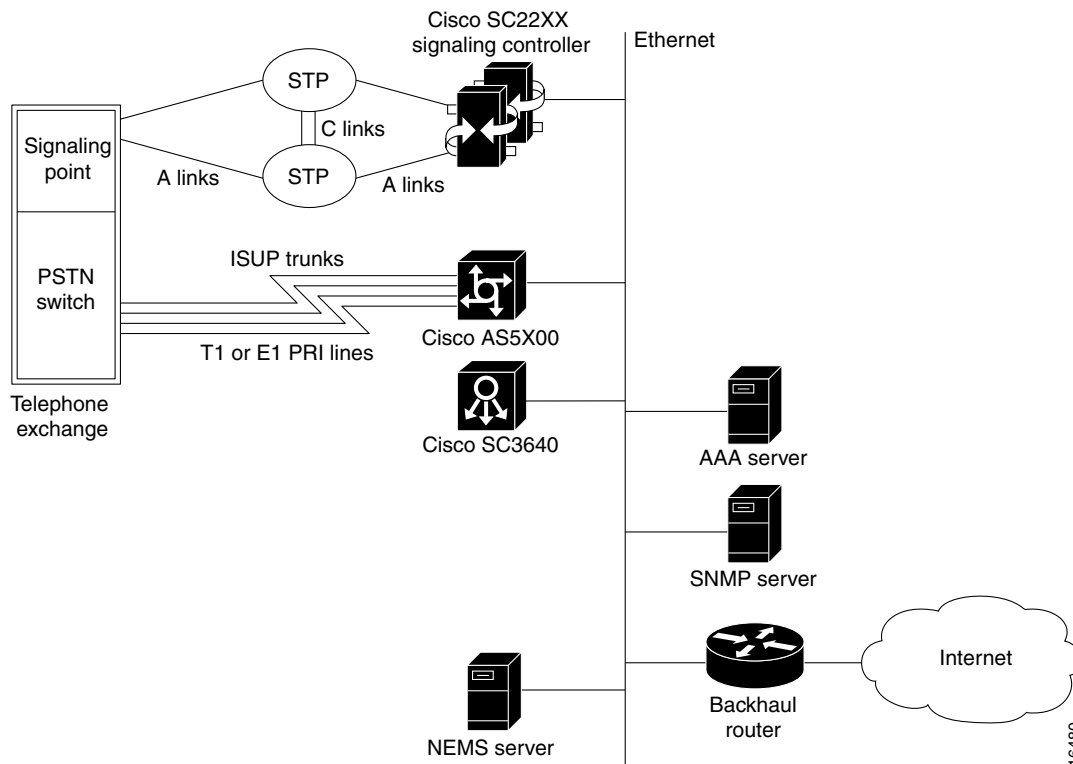 Cisco SC22XX
signaling controller
Ethernet
STP
C links
Signaling
point
STP
A links
A links
ISUP trunks
PSTN
switch
Cisco AS5X00
T1 or E1 PRI lines
Telephone
exchange
Cisco SC3640
AAA server
SNMP server
Internet
Backhaul
router
NEMS server